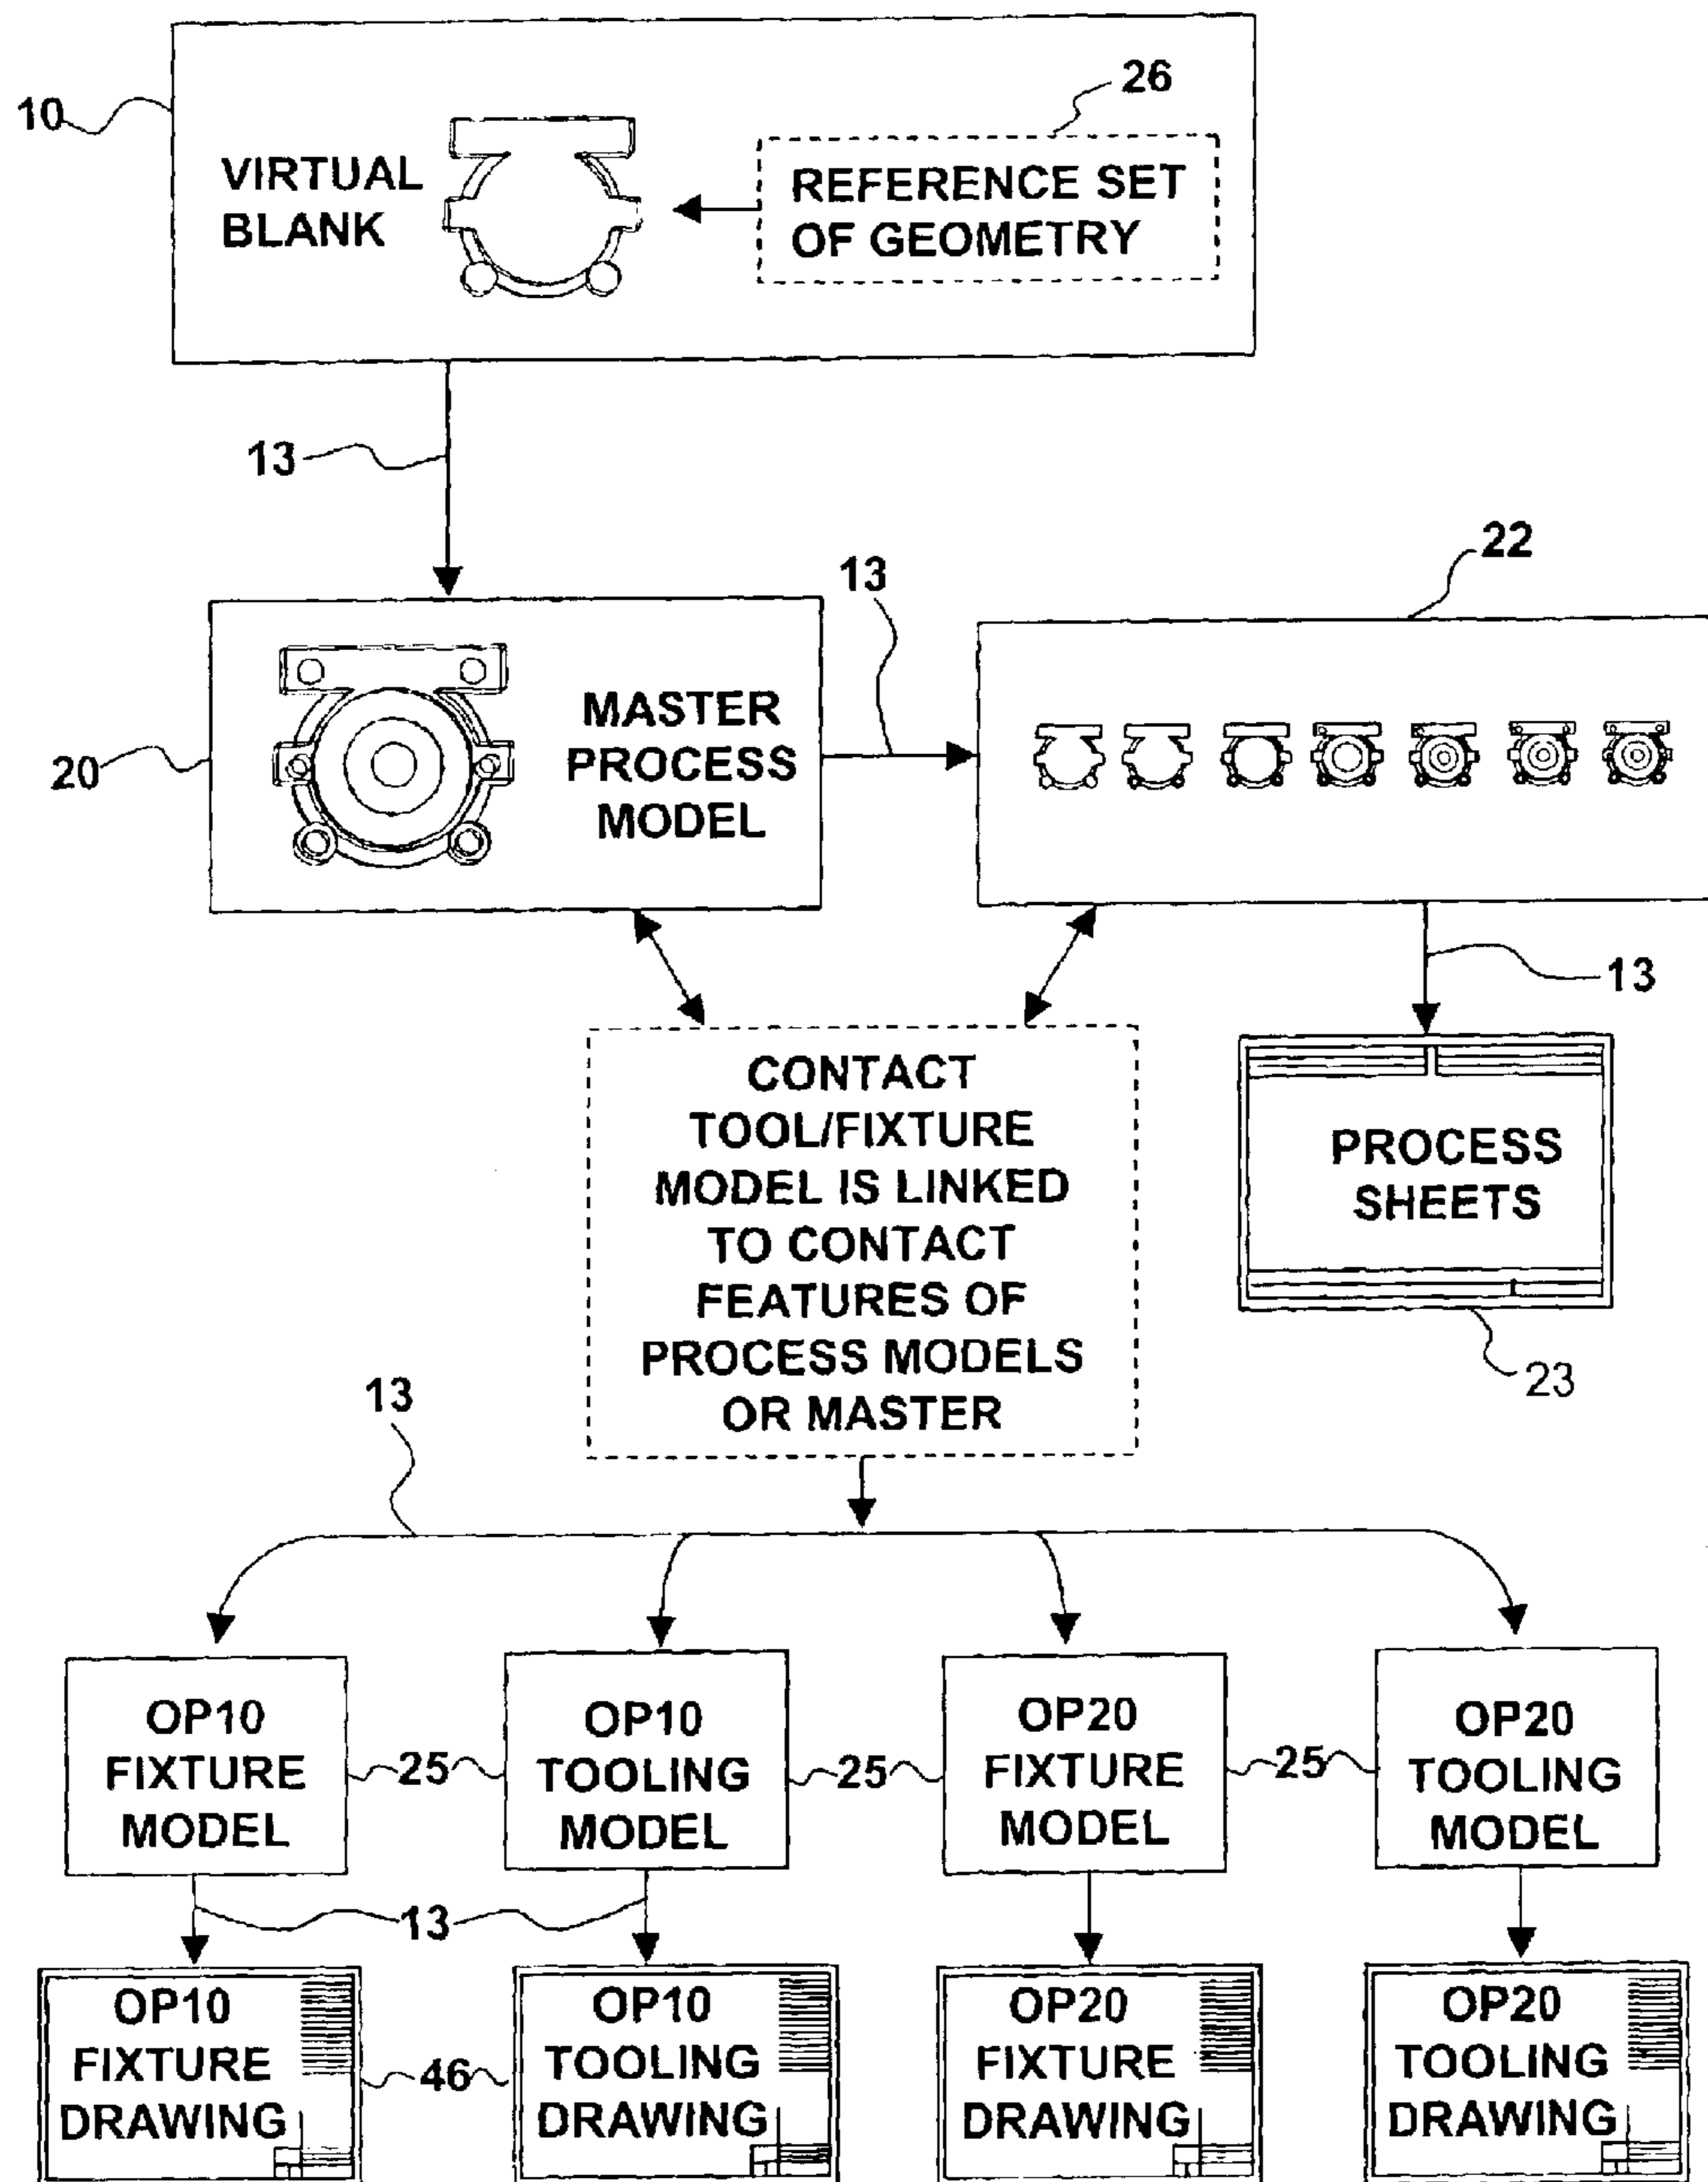 26
10
VIRTUAL
BLANK
REFERENCE SET
OF GEOMETRY
13
22
13
20
MASTER
PROCESS
MODEL
13
CONTACT
TOOL/FIXTURE
MODEL IS LINKED
TO CONTACT
FEATURES OF
PROCESS MODELS
OR MASTER
PROCESS
SHEETS
23
13
OP10
FIXTURE
MODEL
25
OP10
TOOLING
MODEL
25
OP20
FIXTURE
MODEL
25
OP20
TOOLING
MODEL
13
OP10
FIXTURE
DRAWING
46
OP10
TOOLING
DRAWING
OP20
FIXTURE
DRAWING
OP20
TOOLING
DRAWING